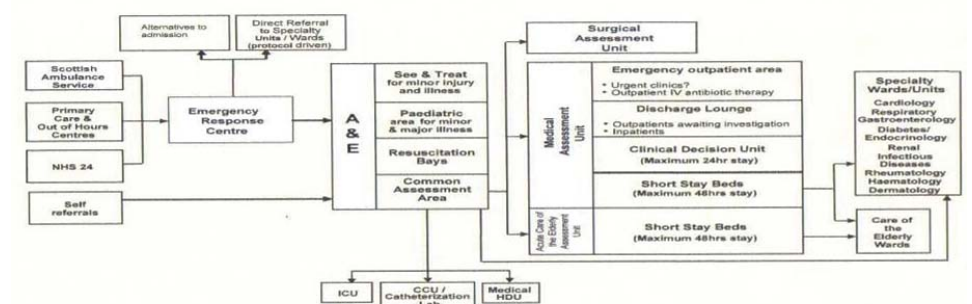 Alternatives to
admission
Direct Referral
to Specialty
Units / Wards
(protocol driven)
Scottish
Ambulance
Service
Primary
Care &
Out of Hours
Centres
NHS 24
Self
referrals
Emergency
Response
Centre
A & E
See & Treat
for minor injury
and illness
Paediatric
area for minor
& major illness
Resuscitation
Bays
Common
Assessment
Area
ICU
CCU /
Catheterization
Lab
Medical
HDU
Surgical
Assessment
Unit
Medical
Assessment
Unit
Emergency outpatient area
• Urgent clinics?
• Outpatient IV antibiotic therapy
Discharge Lounge
• Outpatients awaiting investigation
• Inpatients
Clinical Decision Unit
(Maximum 24hr stay)
Short Stay Beds
(Maximum 48hrs stay)
Acute Care of
the Elderly
Assessment
Unit
Short Stay Beds
(Maximum 48hrs stay)
Specialty
Wards/Units
Cardiology
Respiratory
Gastroenterology
Diabetes/
Endocrinology
Renal
Infectious
Diseases
Rheumatology
Haematology
Dermatology
Care of
the
Elderly
Wards